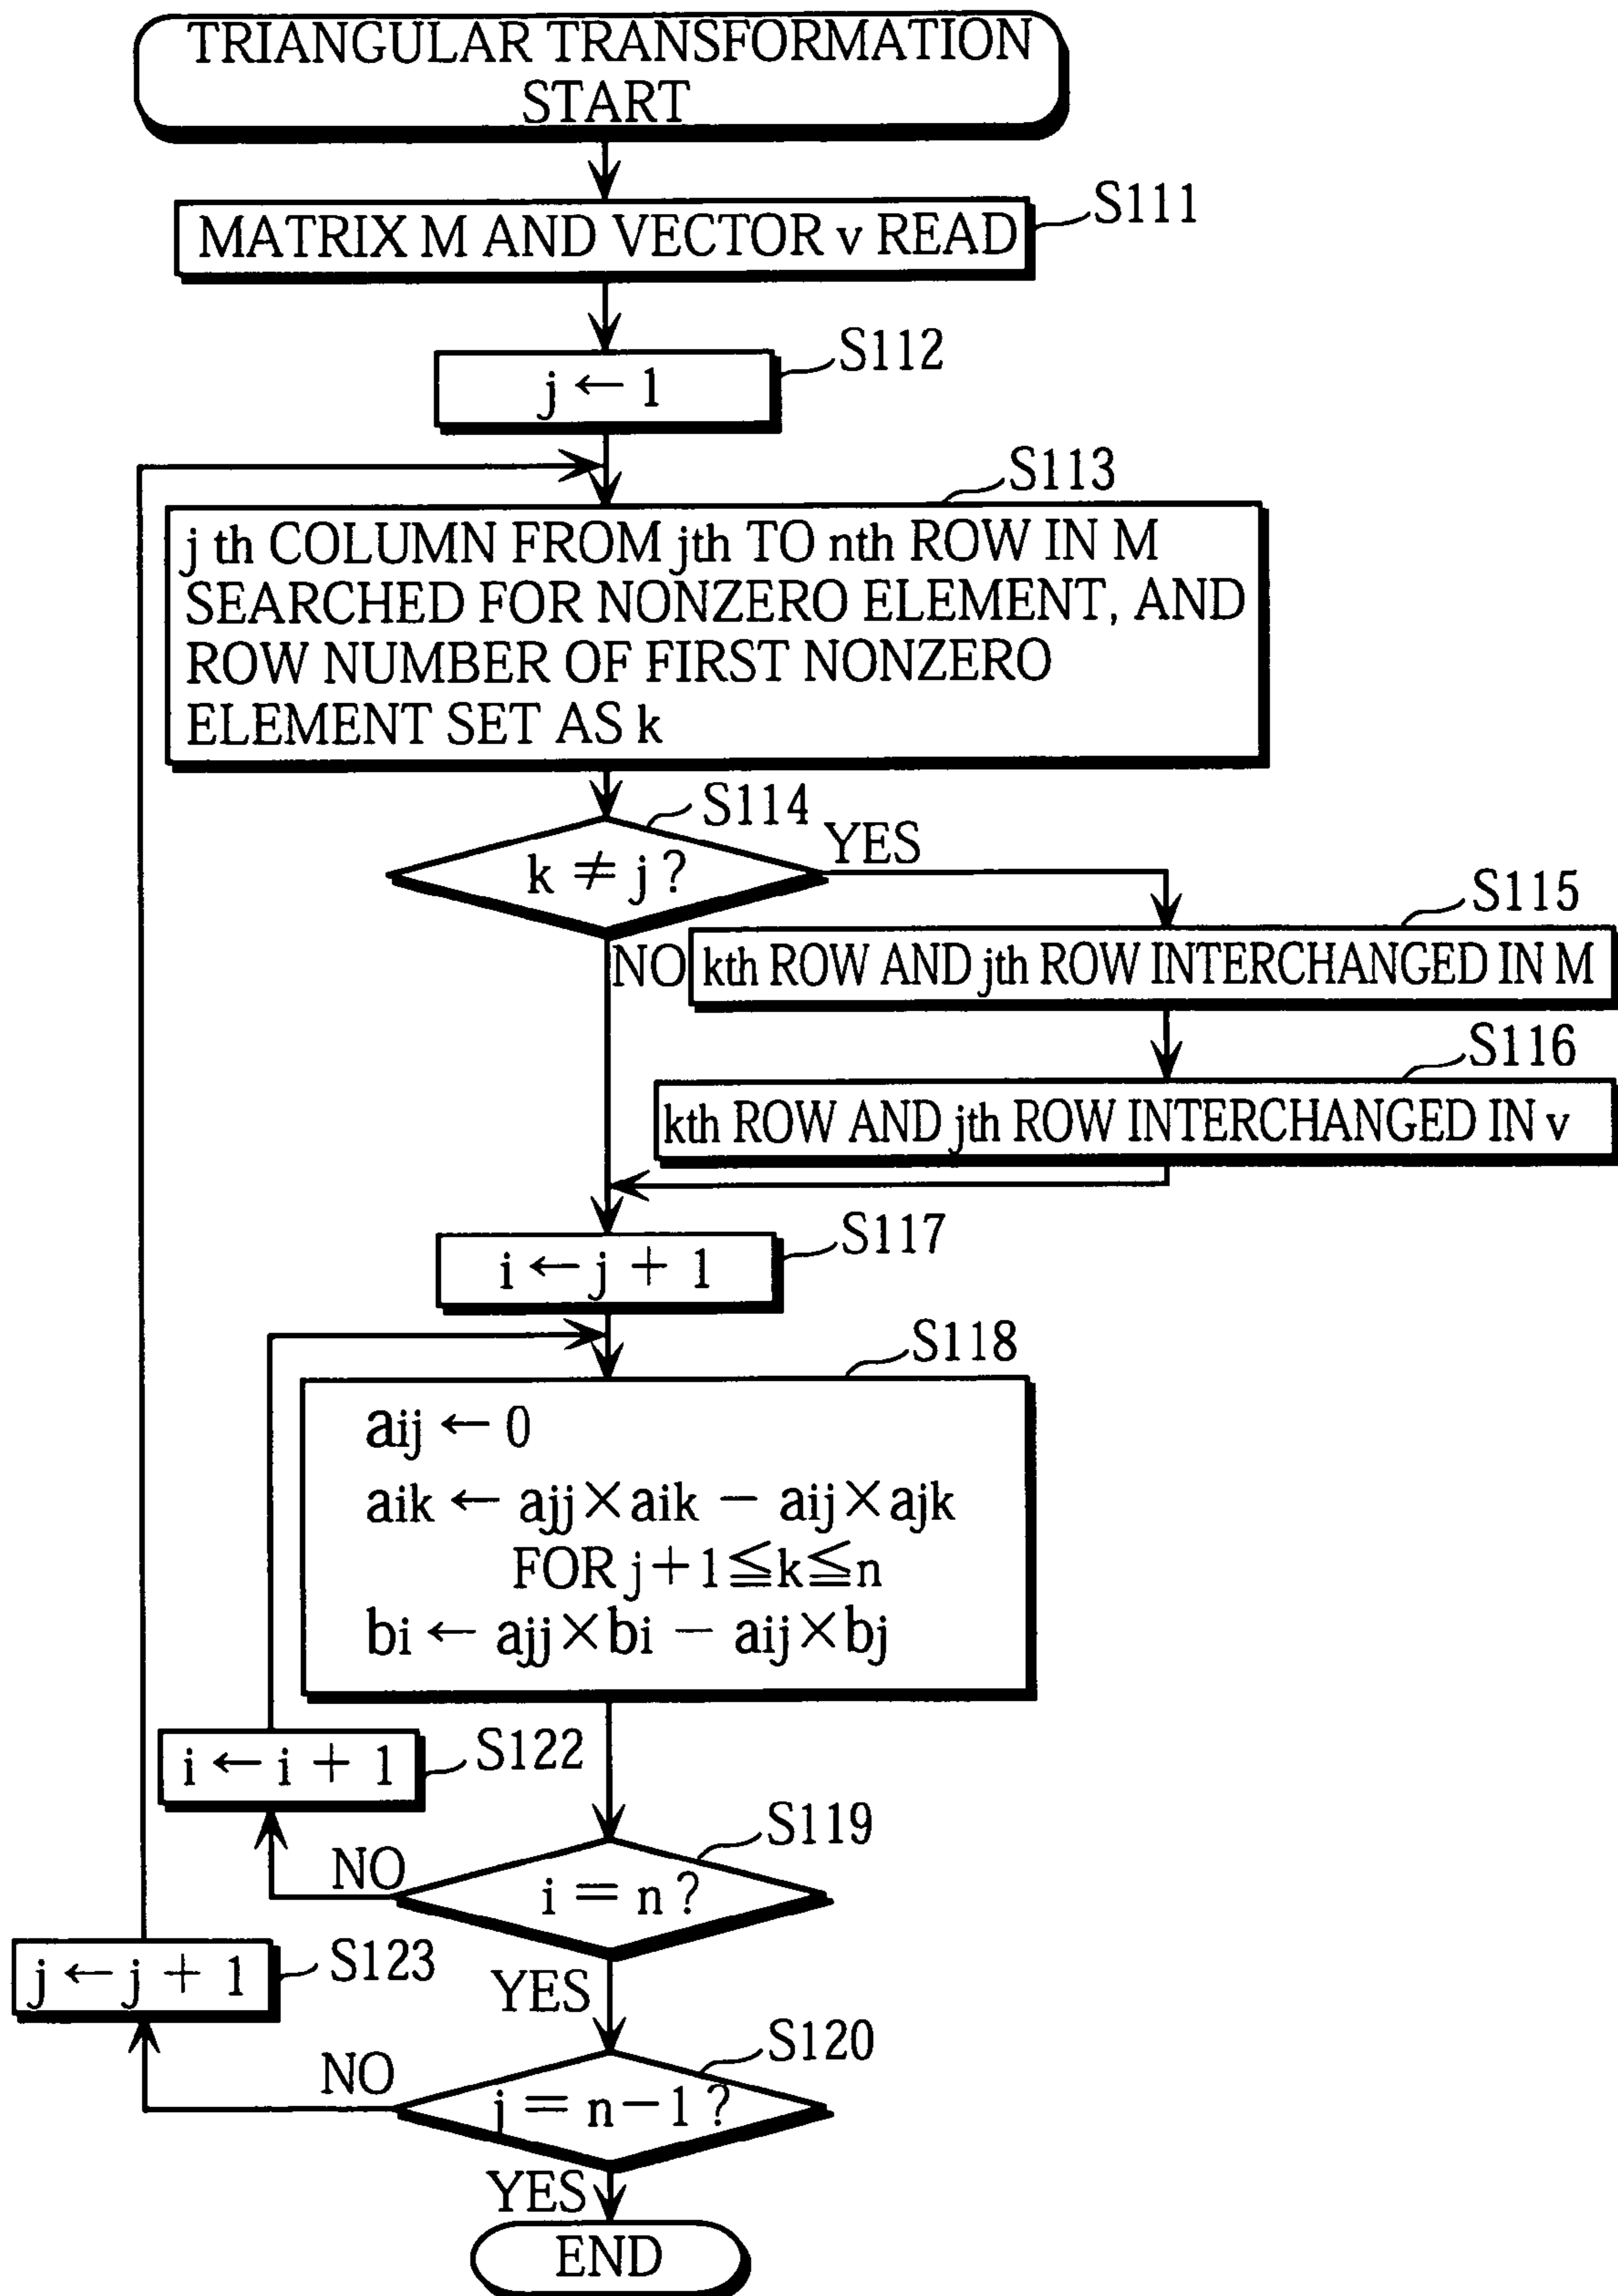 TRIANGULAR TRANSFORMATION
START
S111
MATRIX M AND VECTOR v READ
S112
j ← 1
S113
j th COLUMN FROM jth TO nth ROW IN M
SEARCHED FOR NONZERO ELEMENT, AND
ROW NUMBER OF FIRST NONZERO
ELEMENT SET AS k
S114
k ≠ j ?
YES
S115
NO
kth ROW AND jth ROW INTERCHANGED IN M
S116
kth ROW AND jth ROW INTERCHANGED IN v
S117
i ← j + 1
S118
aij ← 0
aik ← ajj × aik − aij × ajk
FOR j+1≦k≦n
bi ← ajj × bi − aij × bj
S122
i ← i + 1
S119
NO
i = n ?
S123
j ← j + 1
YES
S120
NO
j = n−1 ?
YES
END